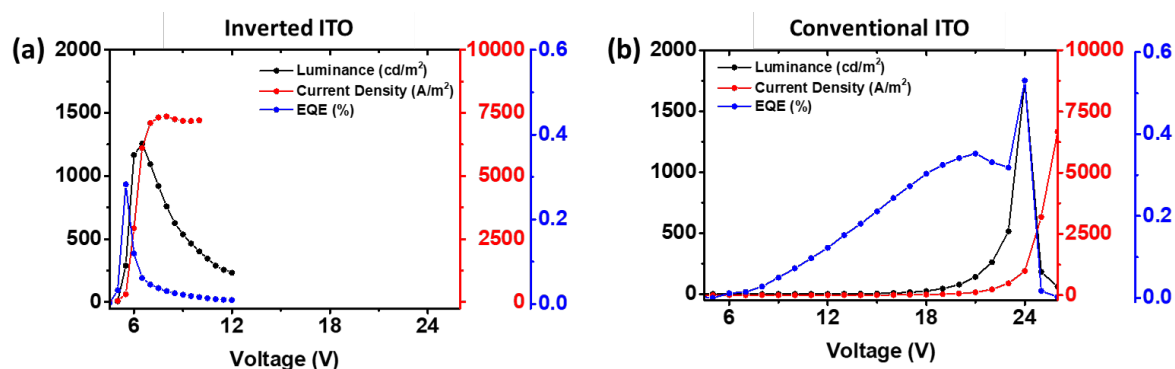 Inverted ITO
(a)
2000
1500
1000
500
0
Luminance (cd/m²)
Current Density (A/m²)
EQE (%)
10000
7500
5000
2500
0
0.6
0.4
0.2
0.0
6 12 18 24
Voltage (V)
Conventional ITO
(b)
2000
1500
1000
500
0
Luminance (cd/m²)
Current Density (A/m²)
EQE (%)
10000
7500
5000
2500
0
0.6
0.4
0.2
0.0
6 12 18 24
Voltage (V)